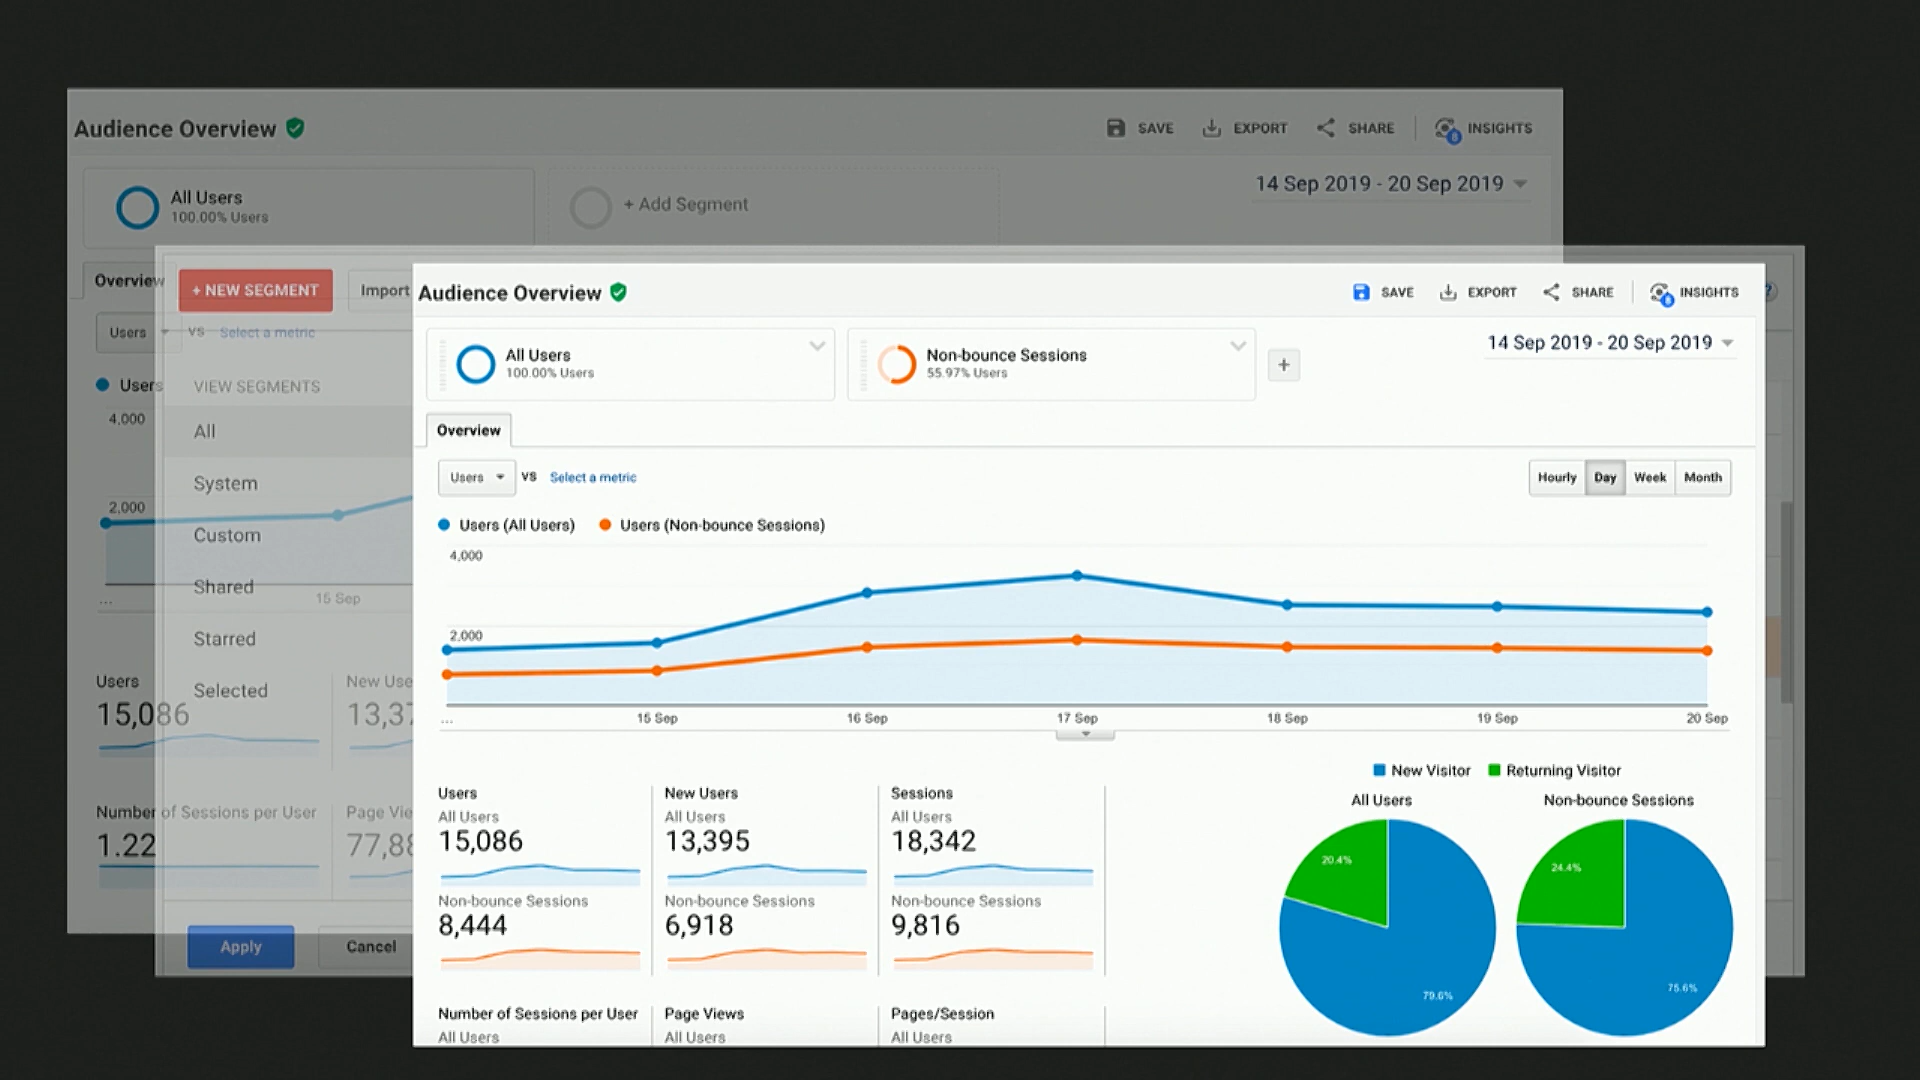 Audience Overview
SAVE
EXPORT
SHARE
INSIGHTS
All Users
100.00% Users
+ Add Segment
14 Sep 2019 - 20 Sep 2019
Overview
Users
VS
Select a metric
Users
4,000
2,000
...
15 Sep
Users
15,086
New Use
13,37
Number of Sessions per User
1.22
Page Vie
77,88
+ NEW SEGMENT
Import
VIEW SEGMENTS
All
System
Custom
Shared
Starred
Selected
Apply
Cancel
?
Audience Overview
SAVE
EXPORT
SHARE
INSIGHTS
All Users
100.00% Users
Non-bounce Sessions
55.97% Users
+
14 Sep 2019 - 20 Sep 2019
Overview
Users
VS
Select a metric
Hourly
Day
Week
Month
Users (All Users)
Users (Non-bounce Sessions)
4,000
2,000
...
15 Sep
16 Sep
17 Sep
18 Sep
19 Sep
20 Sep
Users
All Users
15,086
Non-bounce Sessions
8,444
New Users
All Users
13,395
Non-bounce Sessions
6,918
Sessions
All Users
18,342
Non-bounce Sessions
9,816
Number of Sessions per User
All Users
Page Views
All Users
Pages/Session
All Users
New Visitor
Returning Visitor
All Users
20.4%
79.6%
Non-bounce Sessions
24.4%
75.6%